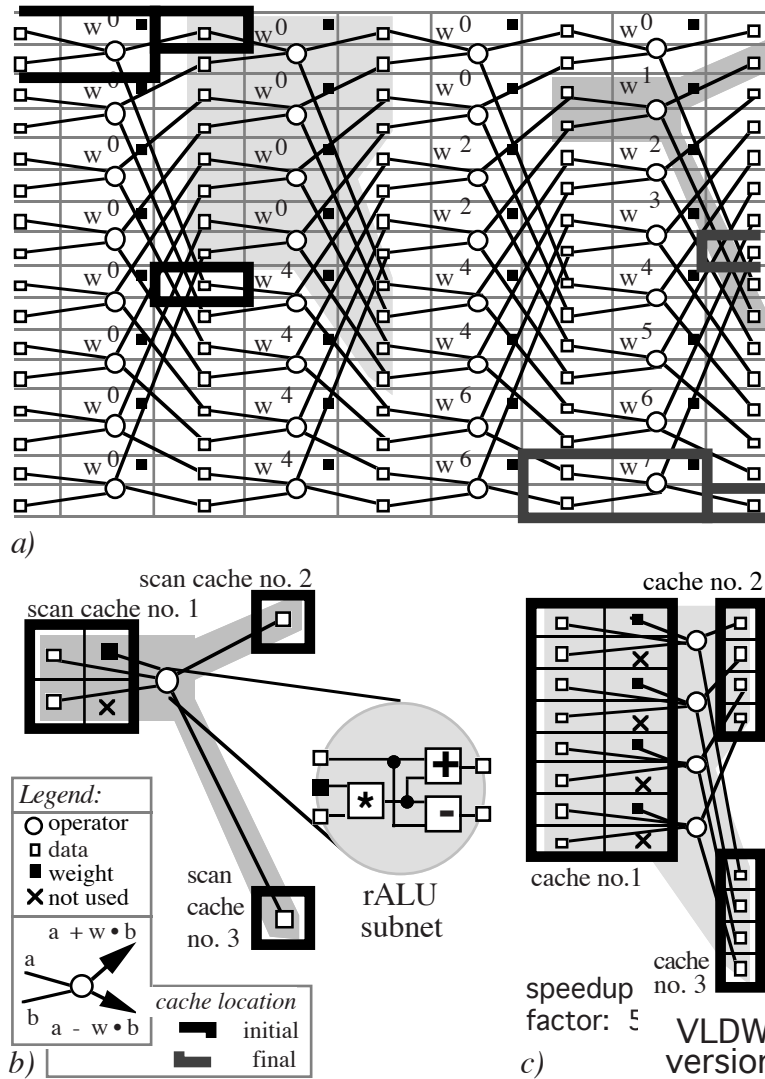 w⁰ w⁰ w⁰ w⁰
w⁰ w⁰ w⁰ w¹
w⁰ w⁰ w² w²
w⁰ w⁰ w² w³
w⁰ w⁴ w⁴ w⁴
w⁰ w⁴ w⁴ w⁵
w⁰ w⁴ w⁶ w⁶
w⁰ w⁴ w⁶ w⁷
a)
scan cache no. 2
scan cache no. 1
*
+
-
rALU
subnet
scan
cache
no. 3
Legend:
operator
data
weight
not used
a + w • b
a
b
a - w • b
cache location
initial
final
b)
cache no. 2
cache no.1
cache
no. 3
speedup
factor:
VLDW
version
c)